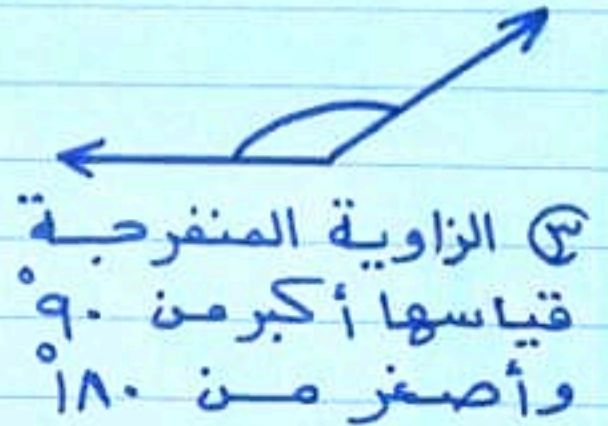 ٣ الزاوية المنفرجة
قياسها أكبر من ٩٠°
وأصغر من ١٨٠°